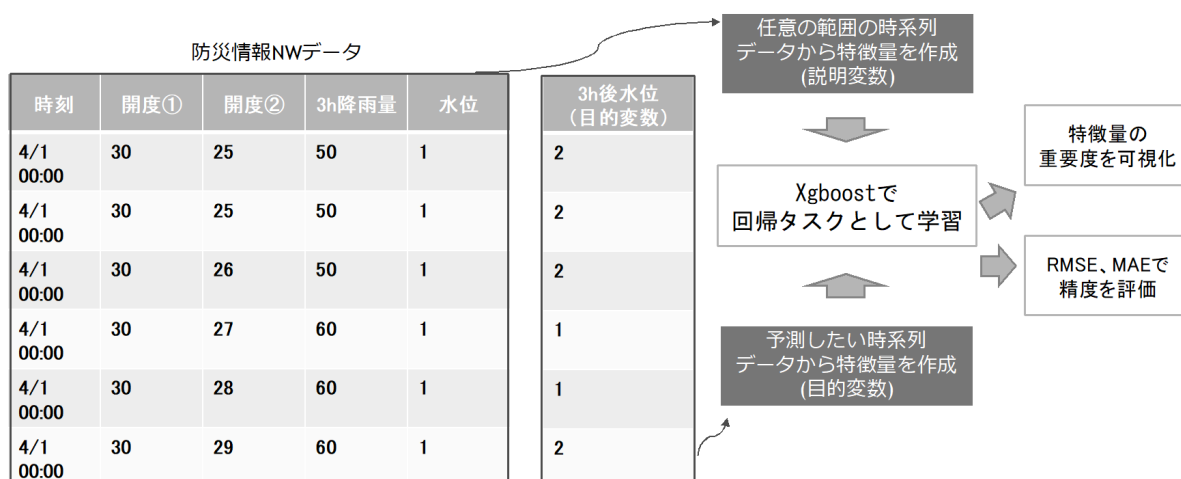 防災情報NWデータ
時刻 開度① 開度② 3h降雨量 水位
4/1
00:00 30 25 50 1
4/1
00:00 30 25 50 1
4/1
00:00 30 26 50 1
4/1
00:00 30 27 60 1
4/1
00:00 30 28 60 1
4/1
00:00 30 29 60 1
3h後水位
(目的変数)
2
2
2
1
1
2
任意の範囲の時系列
データから特徴量を作成
(説明変数)
Xgboostで
回帰タスクとして学習
予測したい時系列
データから特徴量を作成
(目的変数)
特徴量の
重要度を可視化
RMSE、MAEで
精度を評価